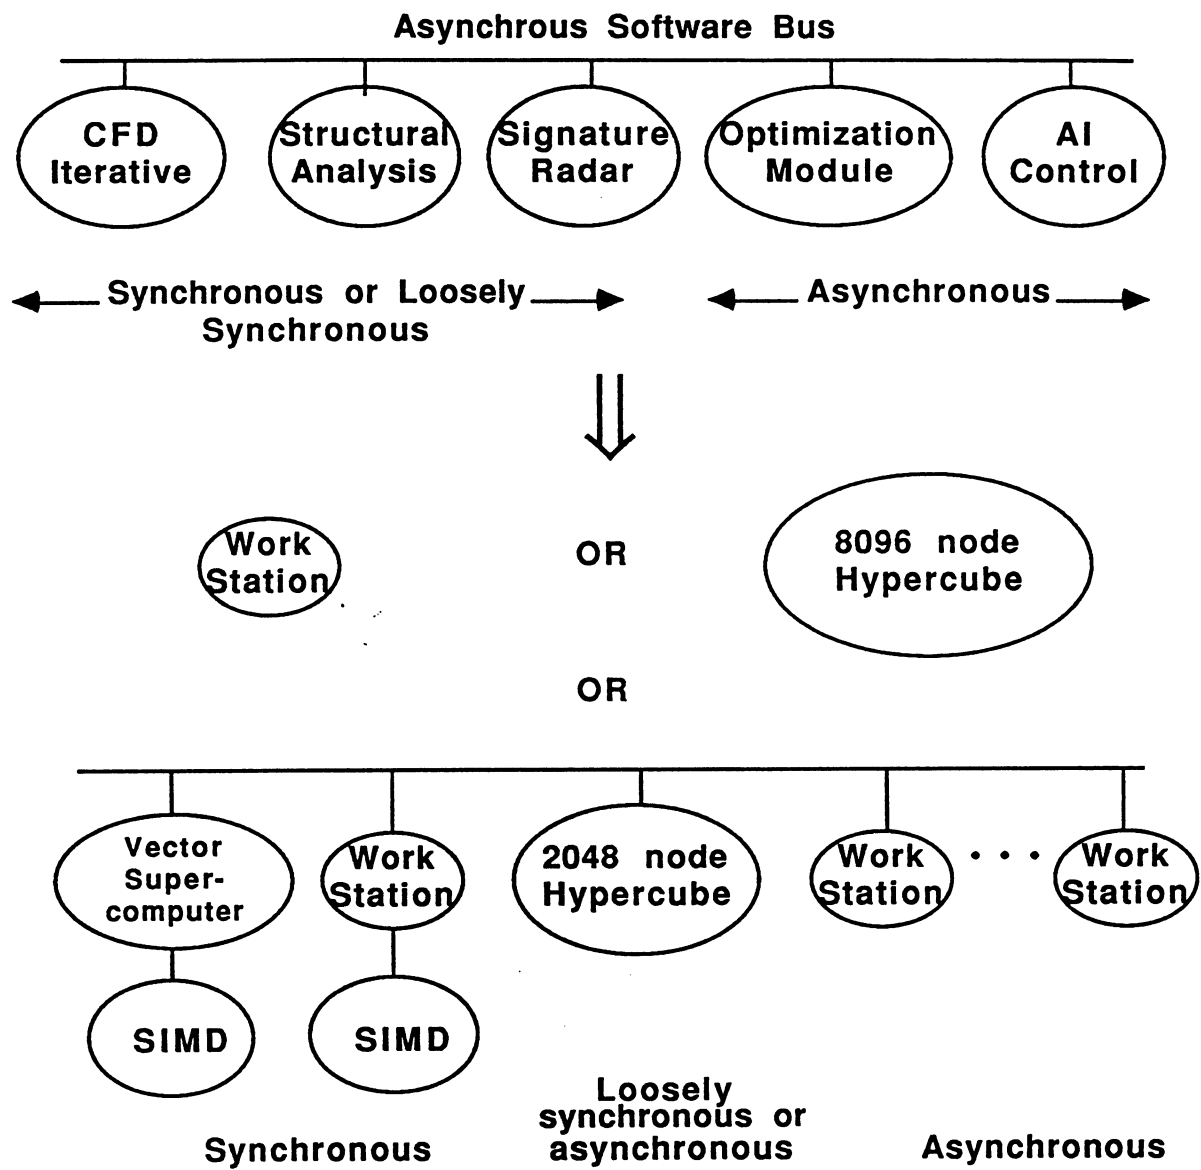 Asynchrous Software Bus
CFD
Iterative
Structural
Analysis
Signature
Radar
Optimization
Module
AI
Control
Synchronous or Loosely
Synchronous
Asynchronous
Work
Station
OR
8096 node
Hypercube
OR
Vector
Super-
computer
Work
Station
2048 node
Hypercube
Work
Station
• • •
Work
Station
SIMD
SIMD
Synchronous
Loosely
synchronous or
asynchronous
Asynchronous